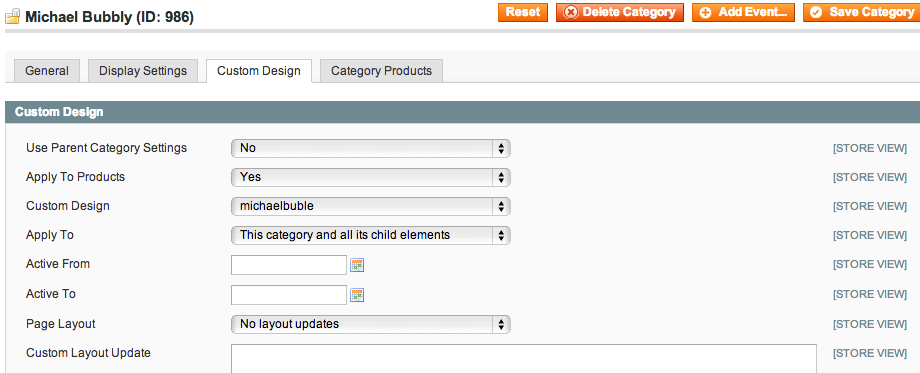 Michael Bubbly (ID: 986)
Reset
Delete Category
Add Event...
Save Category
General
Display Settings
Custom Design
Category Products
Custom Design
Use Parent Category Settings No [STORE VIEW]
Apply To Products Yes [STORE VIEW]
Custom Design michaelbuble [STORE VIEW]
Apply To This category and all its child elements [STORE VIEW]
Active From [STORE VIEW]
Active To [STORE VIEW]
Page Layout No layout updates [STORE VIEW]
Custom Layout Update [STORE VIEW]